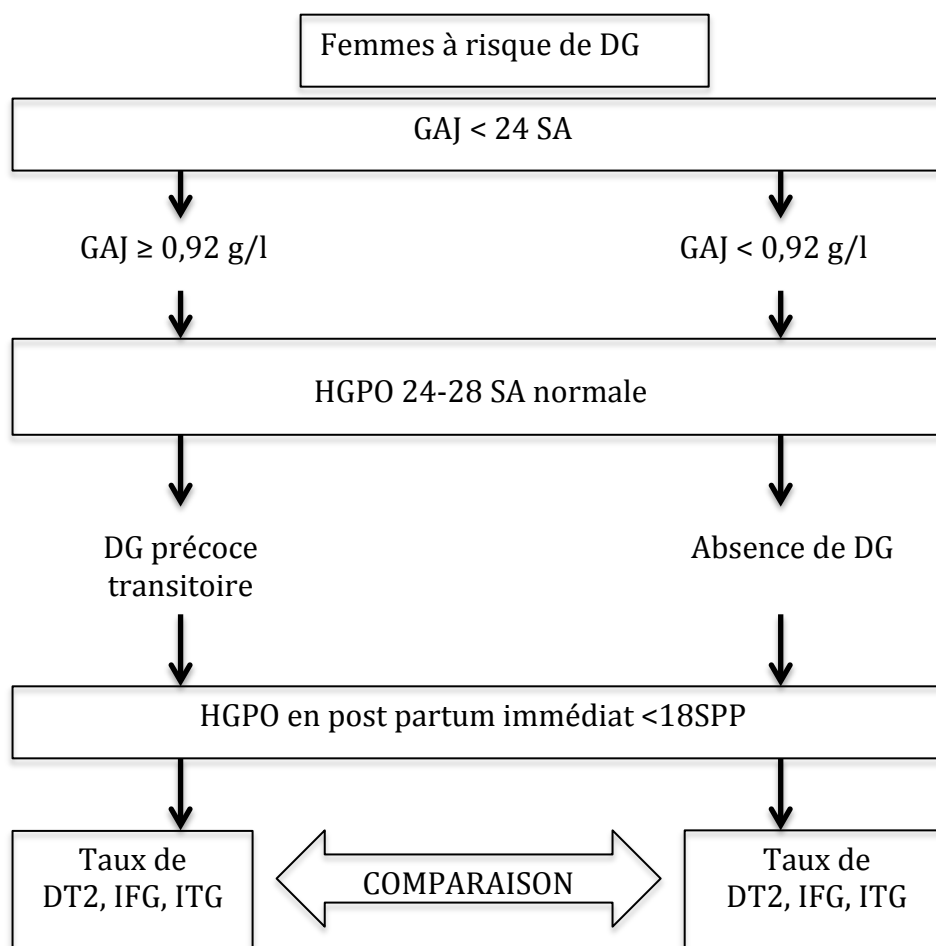 Femmes à risque de DG
GAJ < 24 SA
GAJ ≥ 0,92 g/l
GAJ < 0,92 g/l
HGPO 24-28 SA normale
DG précoce
transitoire
Absence de DG
HGPO en post partum immédiat <18SPP
Taux de
DT2, IFG, ITG
COMPARAISON
Taux de
DT2, IFG, ITG